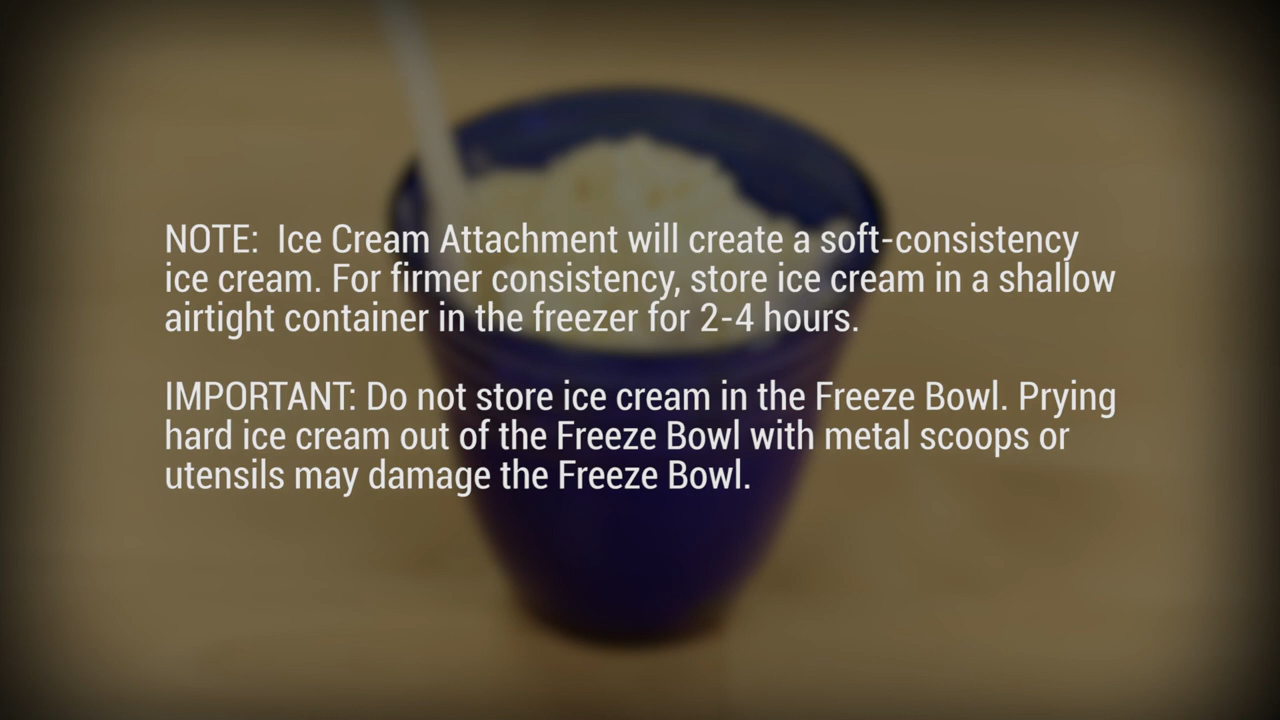 NOTE:  Ice Cream Attachment will create a soft-consistency
ice cream. For firmer consistency, store ice cream in a shallow
airtight container in the freezer for 2-4 hours.
IMPORTANT: Do not store ice cream in the Freeze Bowl. Prying
hard ice cream out of the Freeze Bowl with metal scoops or
utensils may damage the Freeze Bowl.